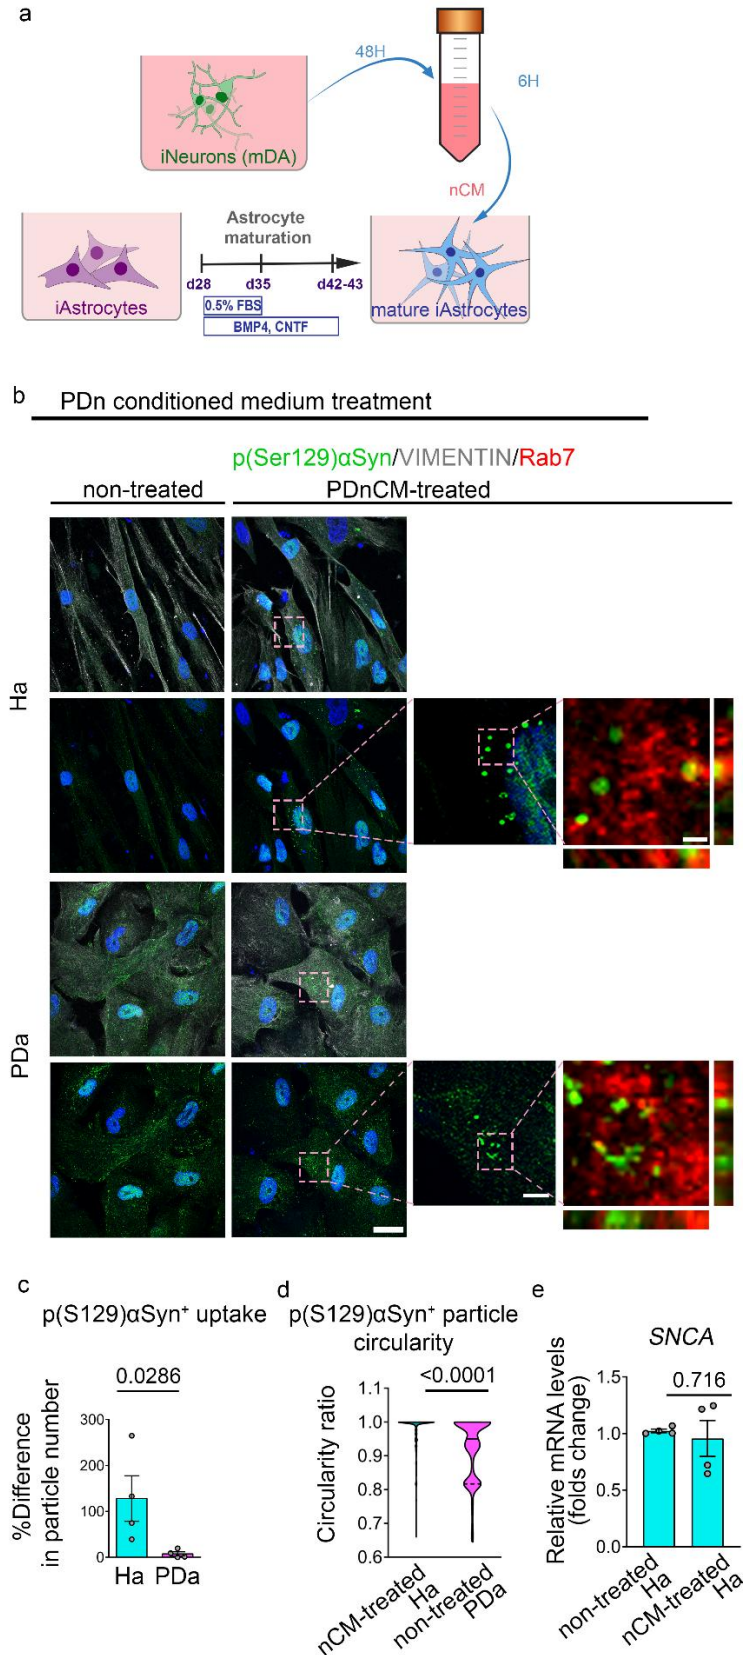 a
48H
6H
iNeurons (mDA)
nCM
Astrocyte
maturation
d28 d35 d42-43
0.5% FBS
BMP4, CNTF
iAstrocytes
mature iAstrocytes
b PDn conditioned medium treatment
p(Ser129)αSyn/VIMENTIN/Rab7
non-treated PDnCM-treated
Ha
PDa
c
p(S129)αSyn⁺ uptake
0.0286
%Difference
in particle number
300
200
100
0
Ha PDa
d
p(S129)αSyn⁺ particle
circularity
<0.0001
Circularity ratio
1.1
1.0
0.9
0.8
0.7
0.6
nCM-treated
Ha
non-treated
PDa
e
SNCA
0.716
Relative mRNA levels
(folds change)
1.5
1.0
0.5
0.0
non-treated
Ha
nCM-treated
Ha